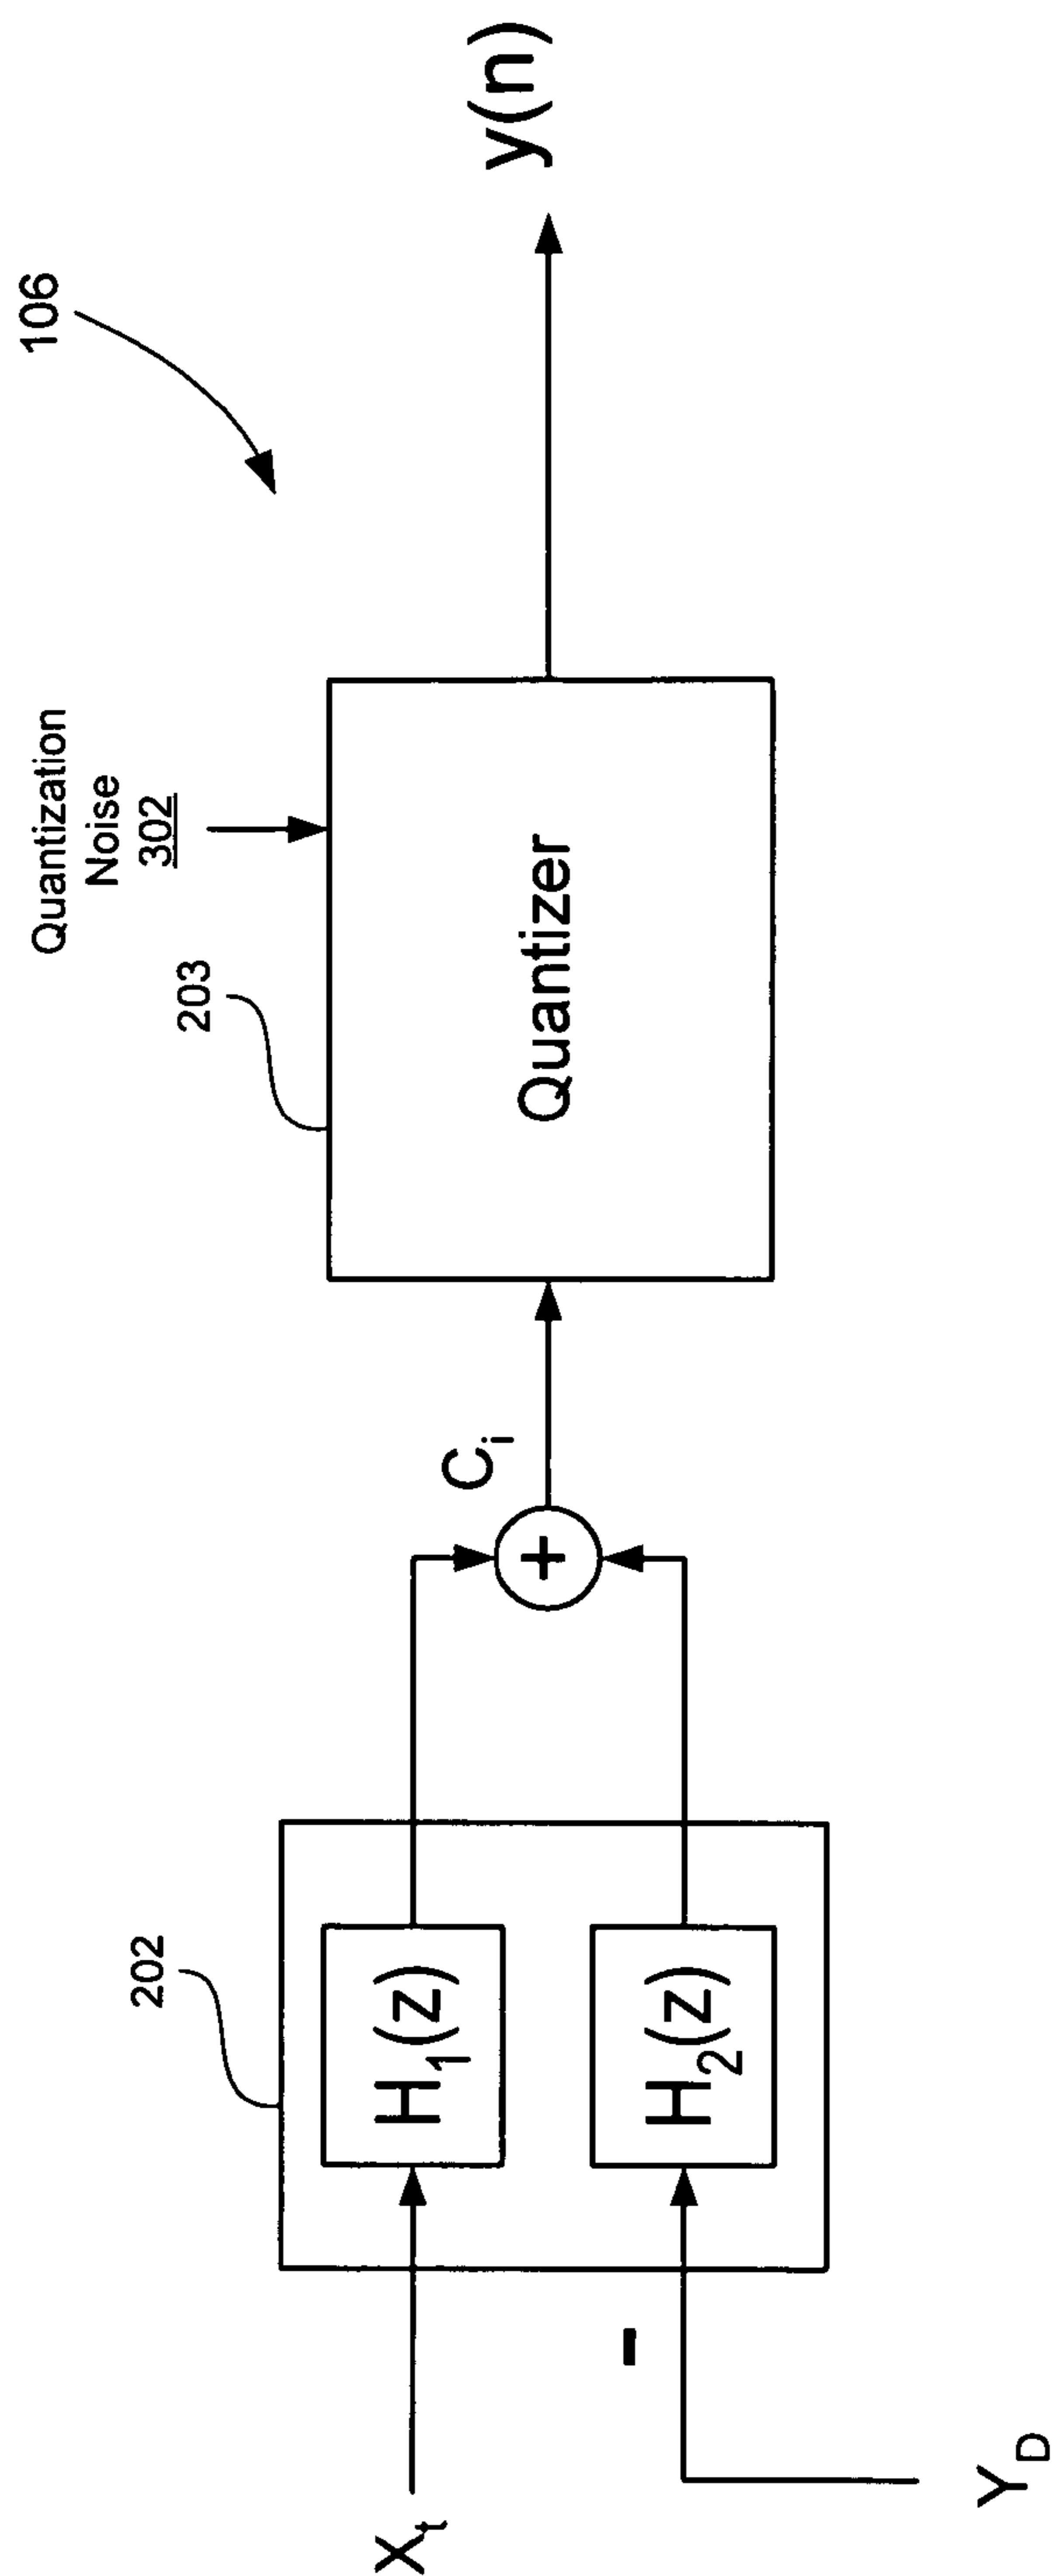 106
Quantization
Noise
302
203
202
X_t
H_1(z)
C_i
Quantizer
y(n)
+
-
H_2(z)
Y_D